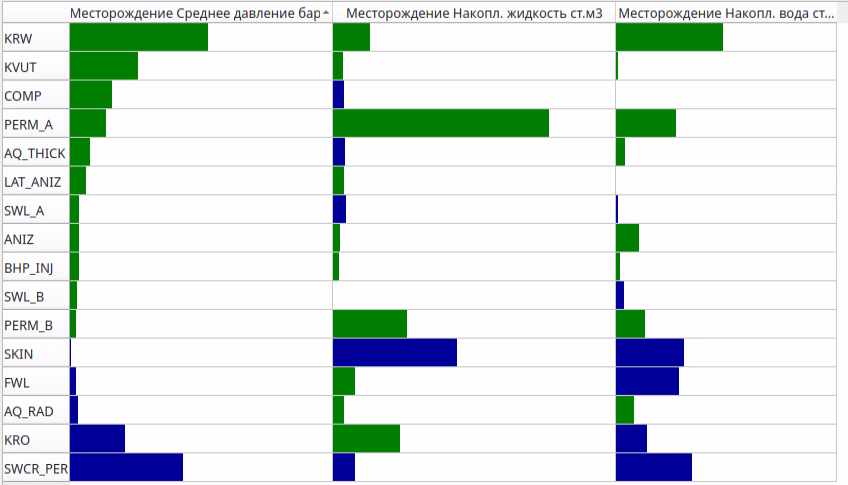 Месторождение Среднее давление бар Месторождение Накопл. жидкость ст.м3 Месторождение Накопл. вода ст...
KRW
KVUT
COMP
PERM_A
AQ_THICK
LAT_ANIZ
SWL_A
ANIZ
BHP_INJ
SWL_B
PERM_B
SKIN
FWL
AQ_RAD
KRO
SWCR_PER